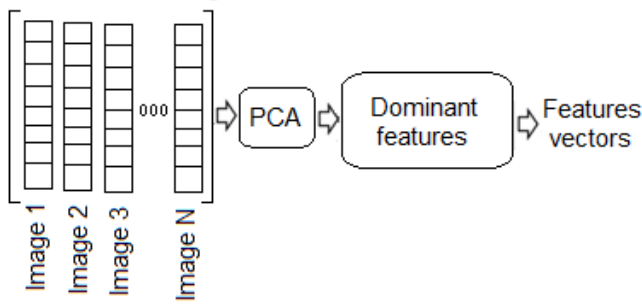 Image 1
Image 2
Image 3
ooo
Image N
PCA
Dominant
features
Features
vectors